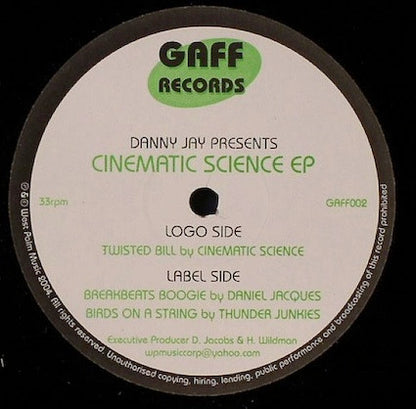 GAFF
RECORDS
DANNY JAY PRESENTS
CINEMATIC SCIENCE EP
33rpm
GAFF002
LOGO SIDE
TWISTED BILL by CINEMATIC SCIENCE
LABEL SIDE
BREAKBEATS BOOGIE by DANIEL JACQUES
BIRDS ON A STRING by THUNDER JUNKIES
Executive Producer D. Jacobs & H. Wildman
wpmusiccorp@yahoo.com
℗ & © West Palm Music 2004. All rights reserved. Unauthorised copying, hiring, lending, public performance and broadcasting of this record prohibited